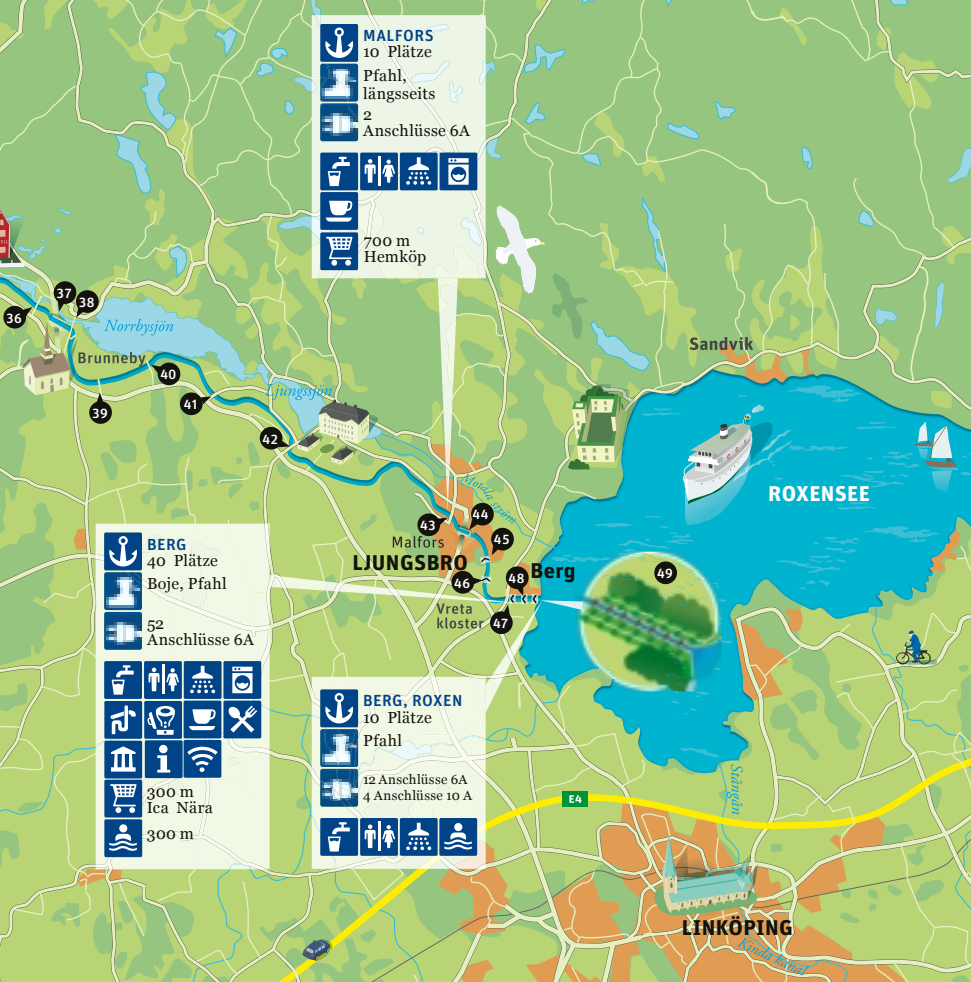 MALFORS
10 Plätze
Pfahl,
längsseits
2
Anschlüsse 6A
700 m
Hemköp
36
37
38
Norrbysjön
Brunneby
39
40
41
Ljungssjön
42
Sandvik
ROXENSEE
Motala ström
43
44
Malfors
45
LJUNGSBRO
46
48
Berg
49
Vreta
kloster
47
BERG
40 Plätze
Boje, Pfahl
52
Anschlüsse 6A
300 m
Ica Nära
300 m
BERG, ROXEN
10 Plätze
Pfahl
12 Anschlüsse 6A
4 Anschlüsse 10 A
E4
Stångån
LINKÖPING
Kinda kanal